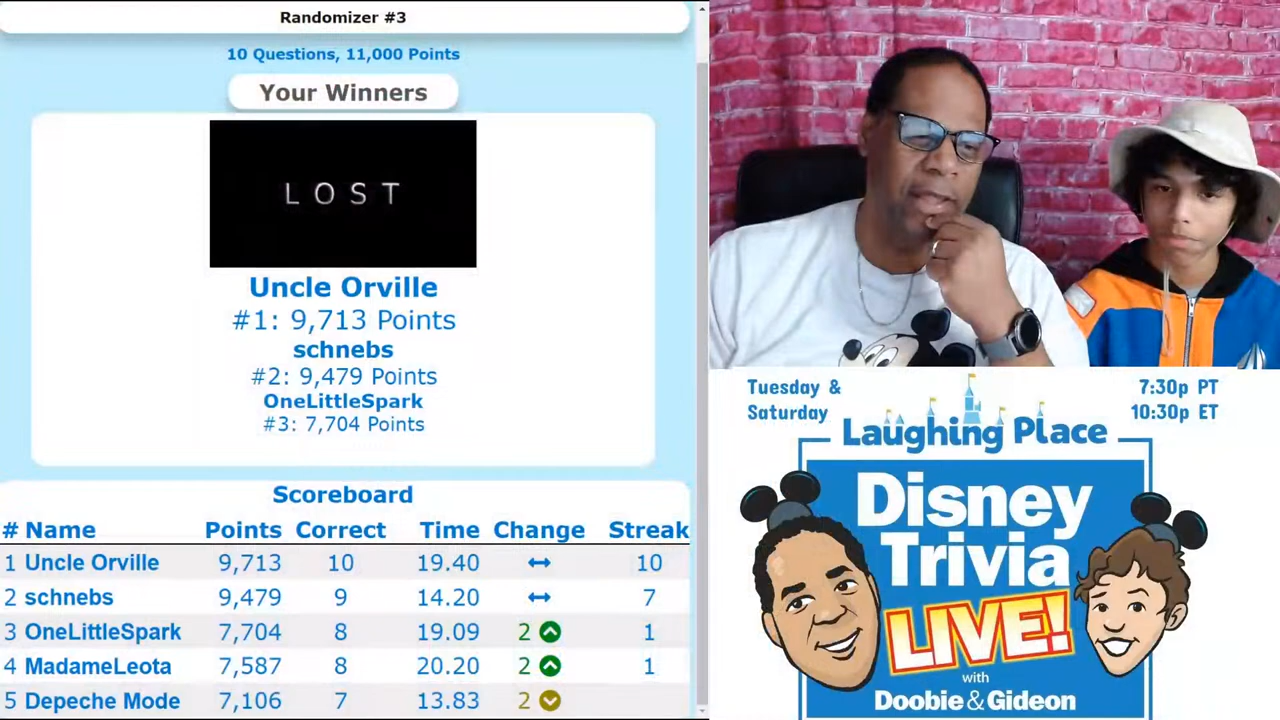 Randomizer #3
10 Questions, 11,000 Points
Your Winners
LOST
Uncle Orville
#1: 9,713 Points
schnebs
#2: 9,479 Points
OneLittleSpark
#3: 7,704 Points
Scoreboard
# Name Points Correct Time Change Streak
1 Uncle Orville 9,713 10 19.40 10
2 schnebs 9,479 9 14.20 7
3 OneLittleSpark 7,704 8 19.09 2 1
4 MadameLeota 7,587 8 20.20 2 1
5 Depeche Mode 7,106 7 13.83 2
Tuesday & 7:30p PT
Saturday 10:30p ET
Laughing Place
Disney
Trivia
LIVE!
with
Doobie & Gideon